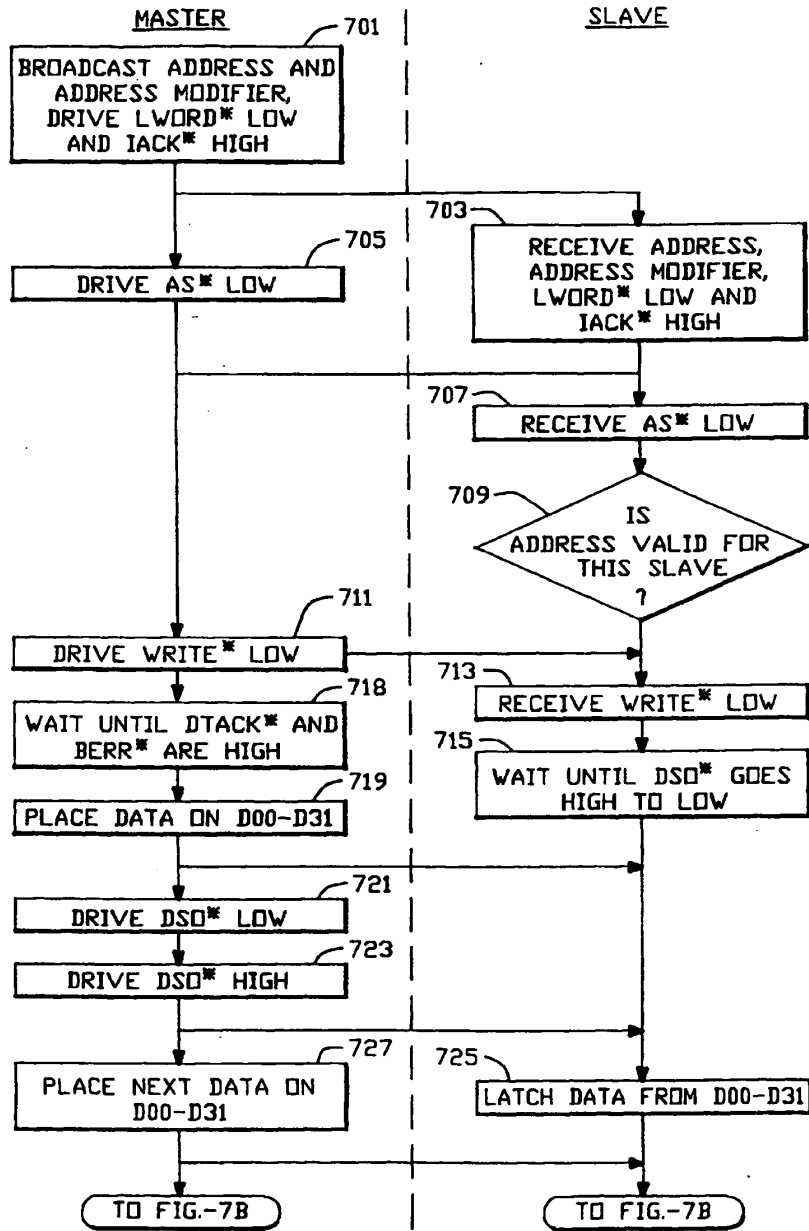 MASTER
SLAVE
701
BROADCAST ADDRESS AND
ADDRESS MODIFIER,
DRIVE LWORD* LOW
AND IACK* HIGH
703
RECEIVE ADDRESS,
ADDRESS MODIFIER,
LWORD* LOW AND
IACK* HIGH
705
DRIVE AS* LOW
707
RECEIVE AS* LOW
709
IS
ADDRESS VALID FOR
THIS SLAVE
?
711
DRIVE WRITE* LOW
713
RECEIVE WRITE* LOW
718
WAIT UNTIL DTACK* AND
BERR* ARE HIGH
715
WAIT UNTIL DSO* GOES
HIGH TO LOW
719
PLACE DATA ON D00-D31
721
DRIVE DSO* LOW
723
DRIVE DSO* HIGH
727
PLACE NEXT DATA ON
D00-D31
725
LATCH DATA FROM D00-D31
TO FIG.-7B
TO FIG.-7B